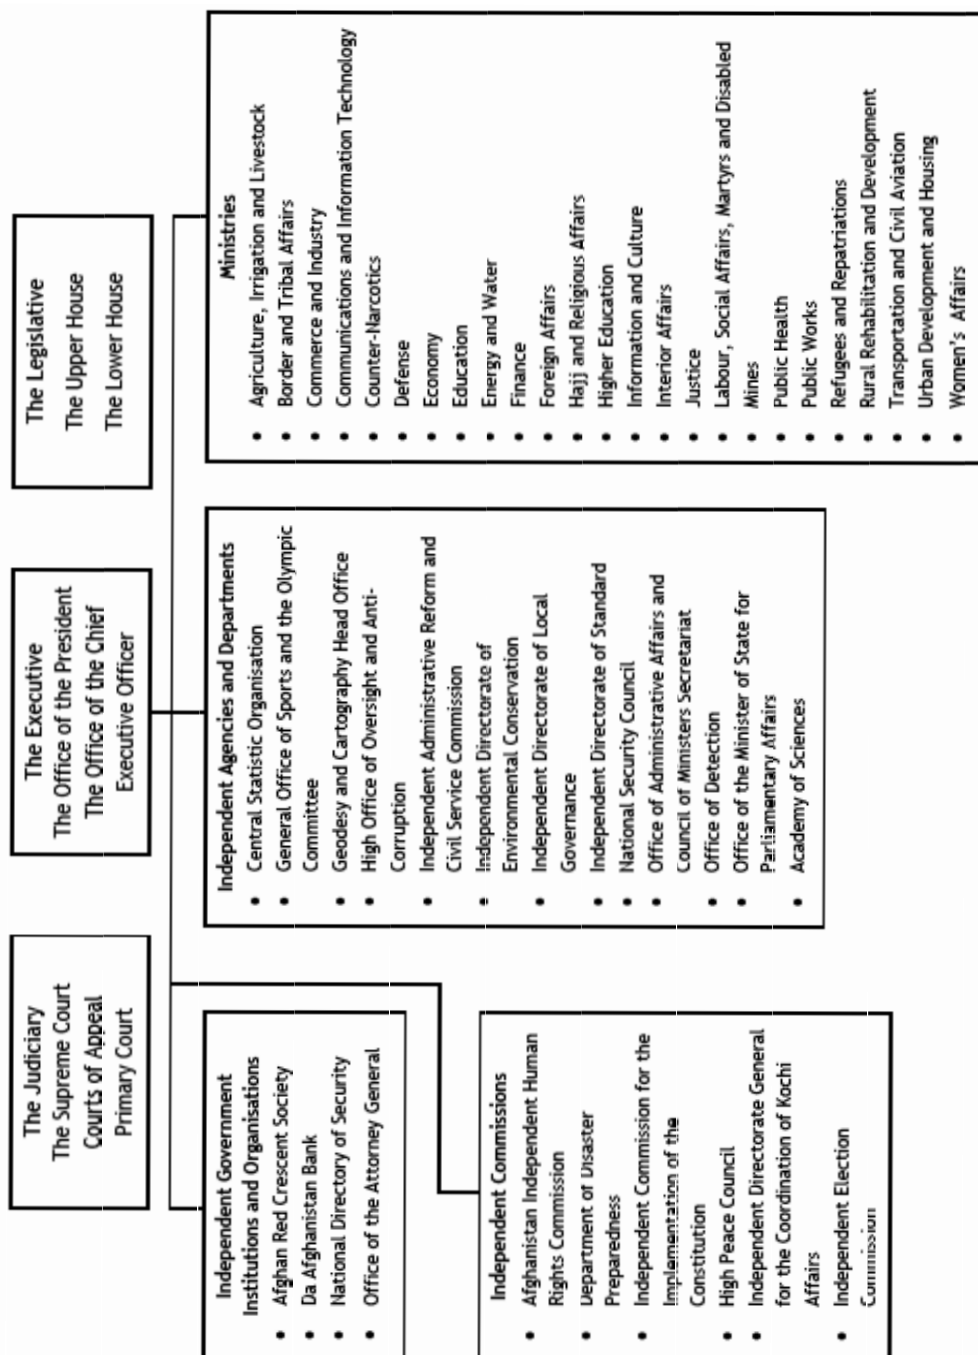 The Judiciary
The Supreme Court
Courts of Appeal
Primary Court
The Executive
The Office of the President
The Office of the Chief
Executive Officer
The Legislative
The Upper House
The Lower House
Independent Government
Institutions and Organisations
• Afghan Red Crescent Society
• Da Afghanistan Bank
• National Directory of Security
• Office of the Attorney General
Independent Commissions
• Afghanistan Independent Human
Rights Commission
• Department of Disaster
Preparedness
• Independent Commission for the
Implementation of the
Constitution
• High Peace Council
• Independent Directorate General
for the Coordination of Kochi
Affairs
• Independent Election
Commission
Independent Agencies and Departments
• Central Statistic Organisation
• General Office of Sports and the Olympic
Committee
• Geodesy and Cartography Head Office
• High Office of Oversight and Anti-
Corruption
• Independent Administrative Reform and
Civil Service Commission
• Independent Directorate of
Environmental Conservation
• Independent Directorate of Local
Governance
• Independent Directorate of Standard
• National Security Council
• Office of Administrative Affairs and
Council of Ministers Secretariat
• Office of Detection
• Office of the Minister of State for
Parliamentary Affairs
• Academy of Sciences
Ministries
• Agriculture, Irrigation and Livestock
• Border and Tribal Affairs
• Commerce and Industry
• Communications and Information Technology
• Counter-Narcotics
• Defense
• Economy
• Education
• Energy and Water
• Finance
• Foreign Affairs
• Hajj and Religious Affairs
• Higher Education
• Information and Culture
• Interior Affairs
• Justice
• Labour, Social Affairs, Martyrs and Disabled
• Mines
• Public Health
• Public Works
• Refugees and Repatriations
• Rural Rehabilitation and Development
• Transportation and Civil Aviation
• Urban Development and Housing
• Women's Affairs